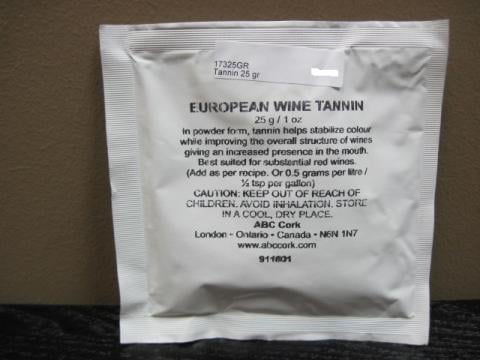 17325GR
Tannin 25 gr
EUROPEAN WINE TANNIN
25 g / 1 oz
In powder form, tannin helps stabilize colour
while improving the overall structure of wines
giving an increased presence in the mouth.
Best suited for substantial red wines.
(Add as per recipe. Or 0.5 grams per litre /
½ tsp per gallon)
CAUTION: KEEP OUT OF REACH OF
CHILDREN. AVOID INHALATION. STORE
IN A COOL, DRY PLACE.
ABC Cork
London - Ontario - Canada - N6N 1N7
www.abccork.com
911601